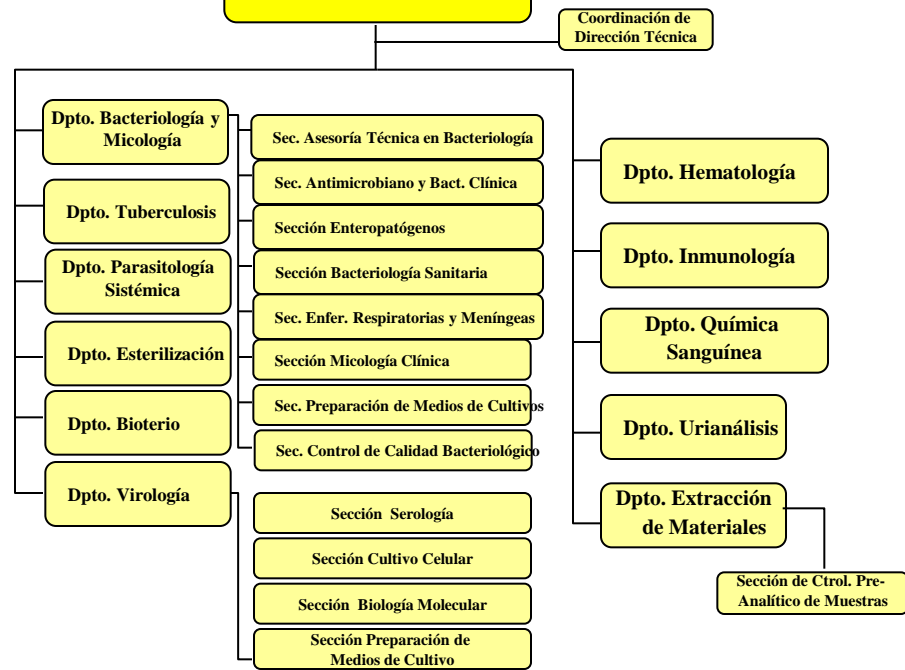 Coordinación de
Dirección Técnica
Dpto. Bacteriología y
Micología
Dpto. Tuberculosis
Dpto. Parasitología
Sistémica
Dpto. Esterilización
Dpto. Bioterio
Dpto. Virología
Sec. Asesoría Técnica en Bacteriología
Sec. Antimicrobiano y Bact. Clínica
Sección Enteropatógenos
Sección Bacteriología Sanitaria
Sec. Enfer. Respiratorias y Meníngeas
Sección Micología Clínica
Sec. Preparación de Medios de Cultivos
Sec. Control de Calidad Bacteriológico
Sección Serología
Sección Cultivo Celular
Sección Biología Molecular
Sección Preparación de
Medios de Cultivo
Dpto. Hematología
Dpto. Inmunología
Dpto. Química
Sanguínea
Dpto. Urianálisis
Dpto. Extracción
de Materiales
Sección de Ctrol. Pre-
Analítico de Muestras